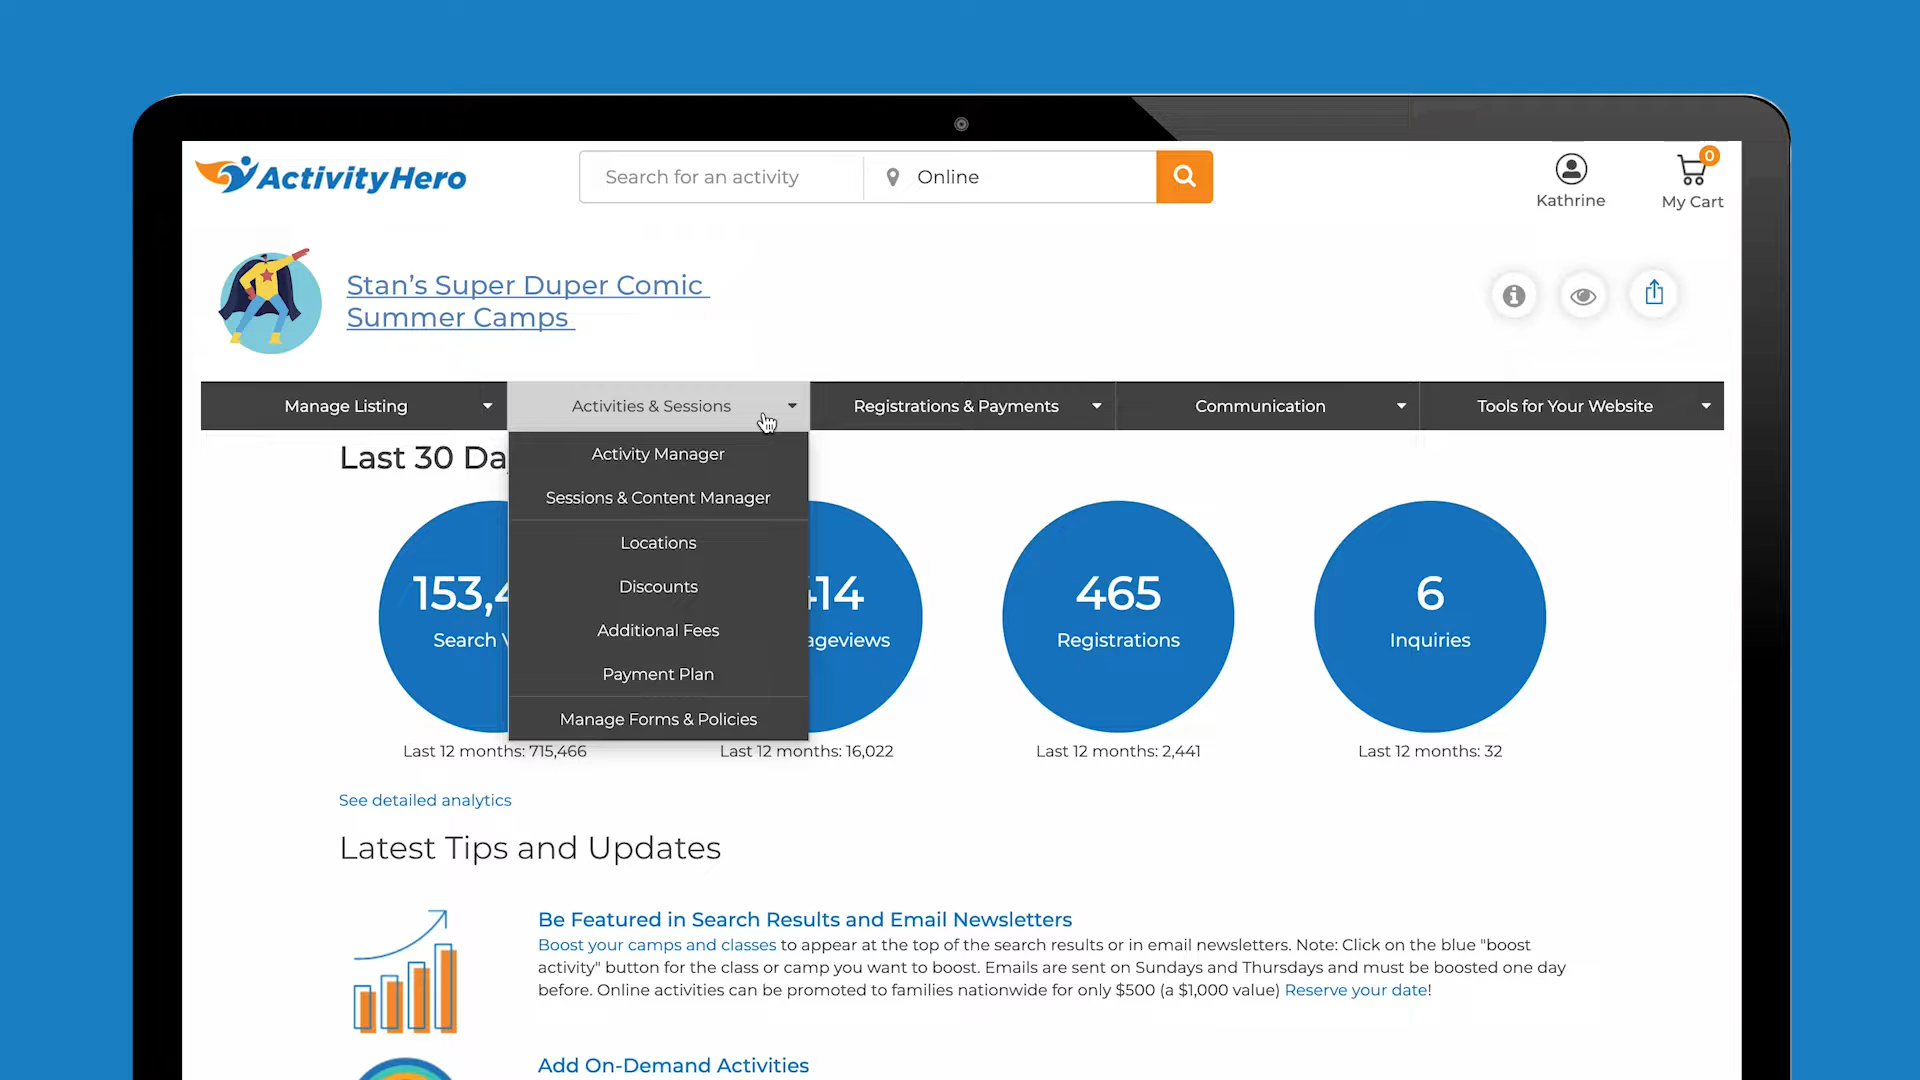 ActivityHero
Search for an activity
Online
Kathrine
0
My Cart
Stan's Super Duper Comic
Summer Camps
Manage Listing
Activities & Sessions
Registrations & Payments
Communication
Tools for Your Website
Activity Manager
Sessions & Content Manager
Locations
Discounts
Additional Fees
Payment Plan
Manage Forms & Policies
Last 30
153,
Search
465
Registrations
6
Inquiries
Last 12 months: 715,466
Last 12 months: 16,022
Last 12 months: 2,441
Last 12 months: 32
See detailed analytics
Latest Tips and Updates
Be Featured in Search Results and Email Newsletters
Boost your camps and classes to appear at the top of the search results or in email newsletters. Note: Click on the blue "boost
activity" button for the class or camp you want to boost. Emails are sent on Sundays and Thursdays and must be boosted one day
before. Online activities can be promoted to families nationwide for only $500 (a $1,000 value) Reserve your date!
Add On-Demand Activities